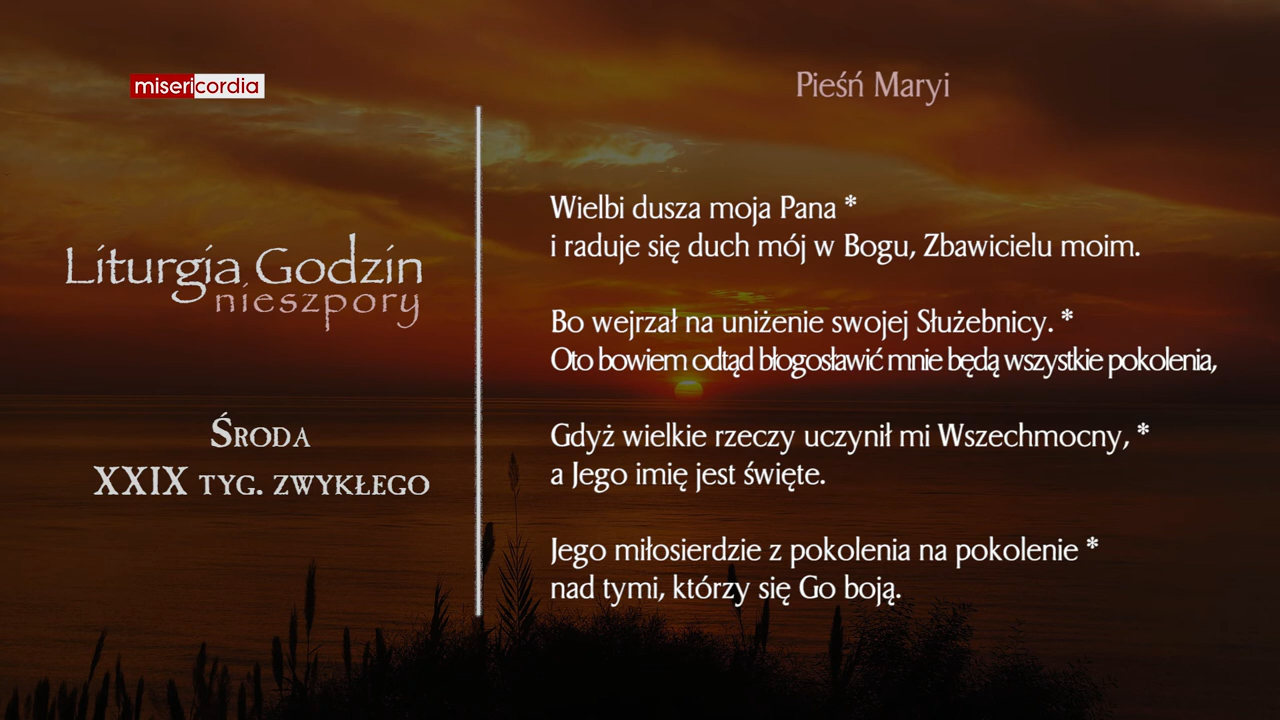 misericordia
Liturgia Godzin
nieszpory
Środa
XXIX tyg. zwykłego
Pieśń Maryi
Wielbi dusza moja Pana *
i raduje się duch mój w Bogu, Zbawicielu moim.
Bo wejrzał na uniżenie swojej Służebnicy. *
Oto bowiem odtąd błogosławić mnie będą wszystkie pokolenia,
Gdyż wielkie rzeczy uczynił mi Wszechmocny, *
a Jego imię jest święte.
Jego miłosierdzie z pokolenia na pokolenie *
nad tymi, którzy się Go boją.